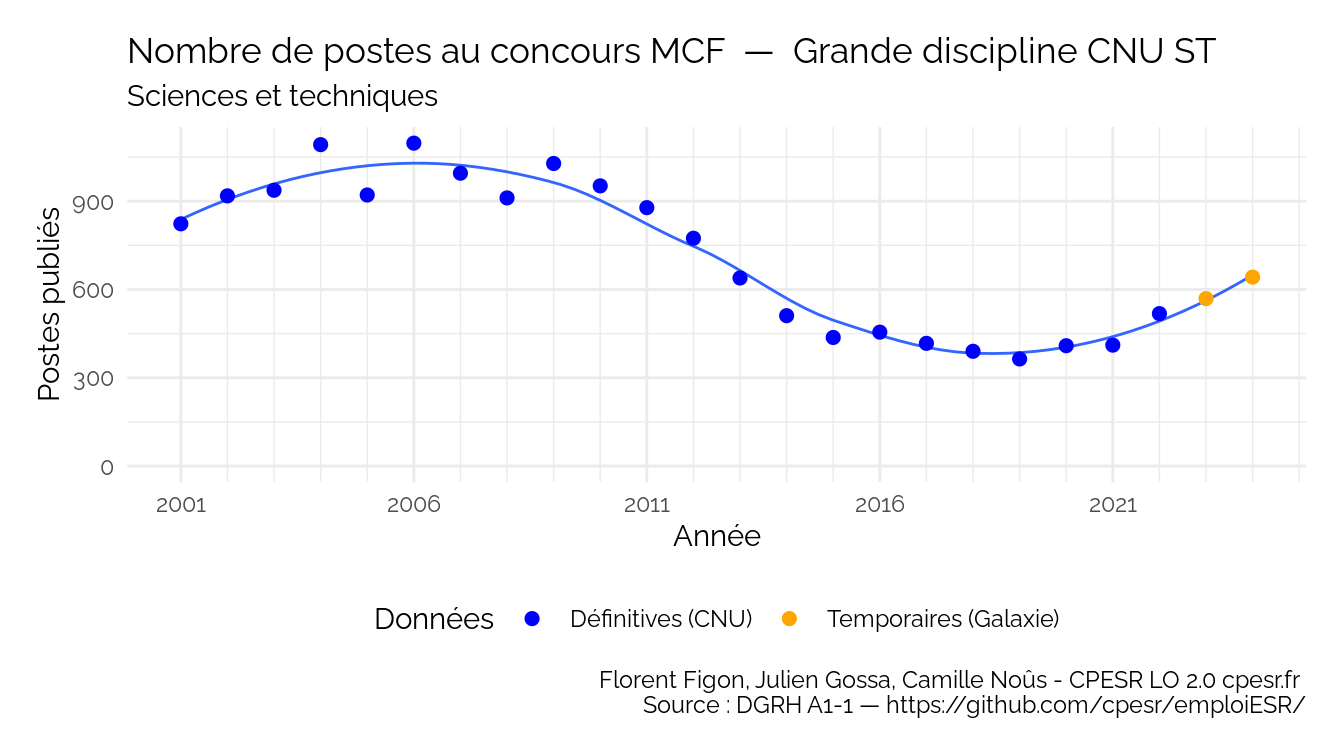 Nombre de postes au concours MCF — Grande discipline CNU ST
Sciences et techniques
Postes publiés
900
600
300
0
2001 2006 2011 2016 2021
Année
Données Définitives (CNU) Temporaires (Galaxie)
Florent Figon, Julien Gossa, Camille Noûs - CPESR LO 2.0 cpesr.fr
Source : DGRH A1-1 — https://github.com/cpesr/emploiESR/